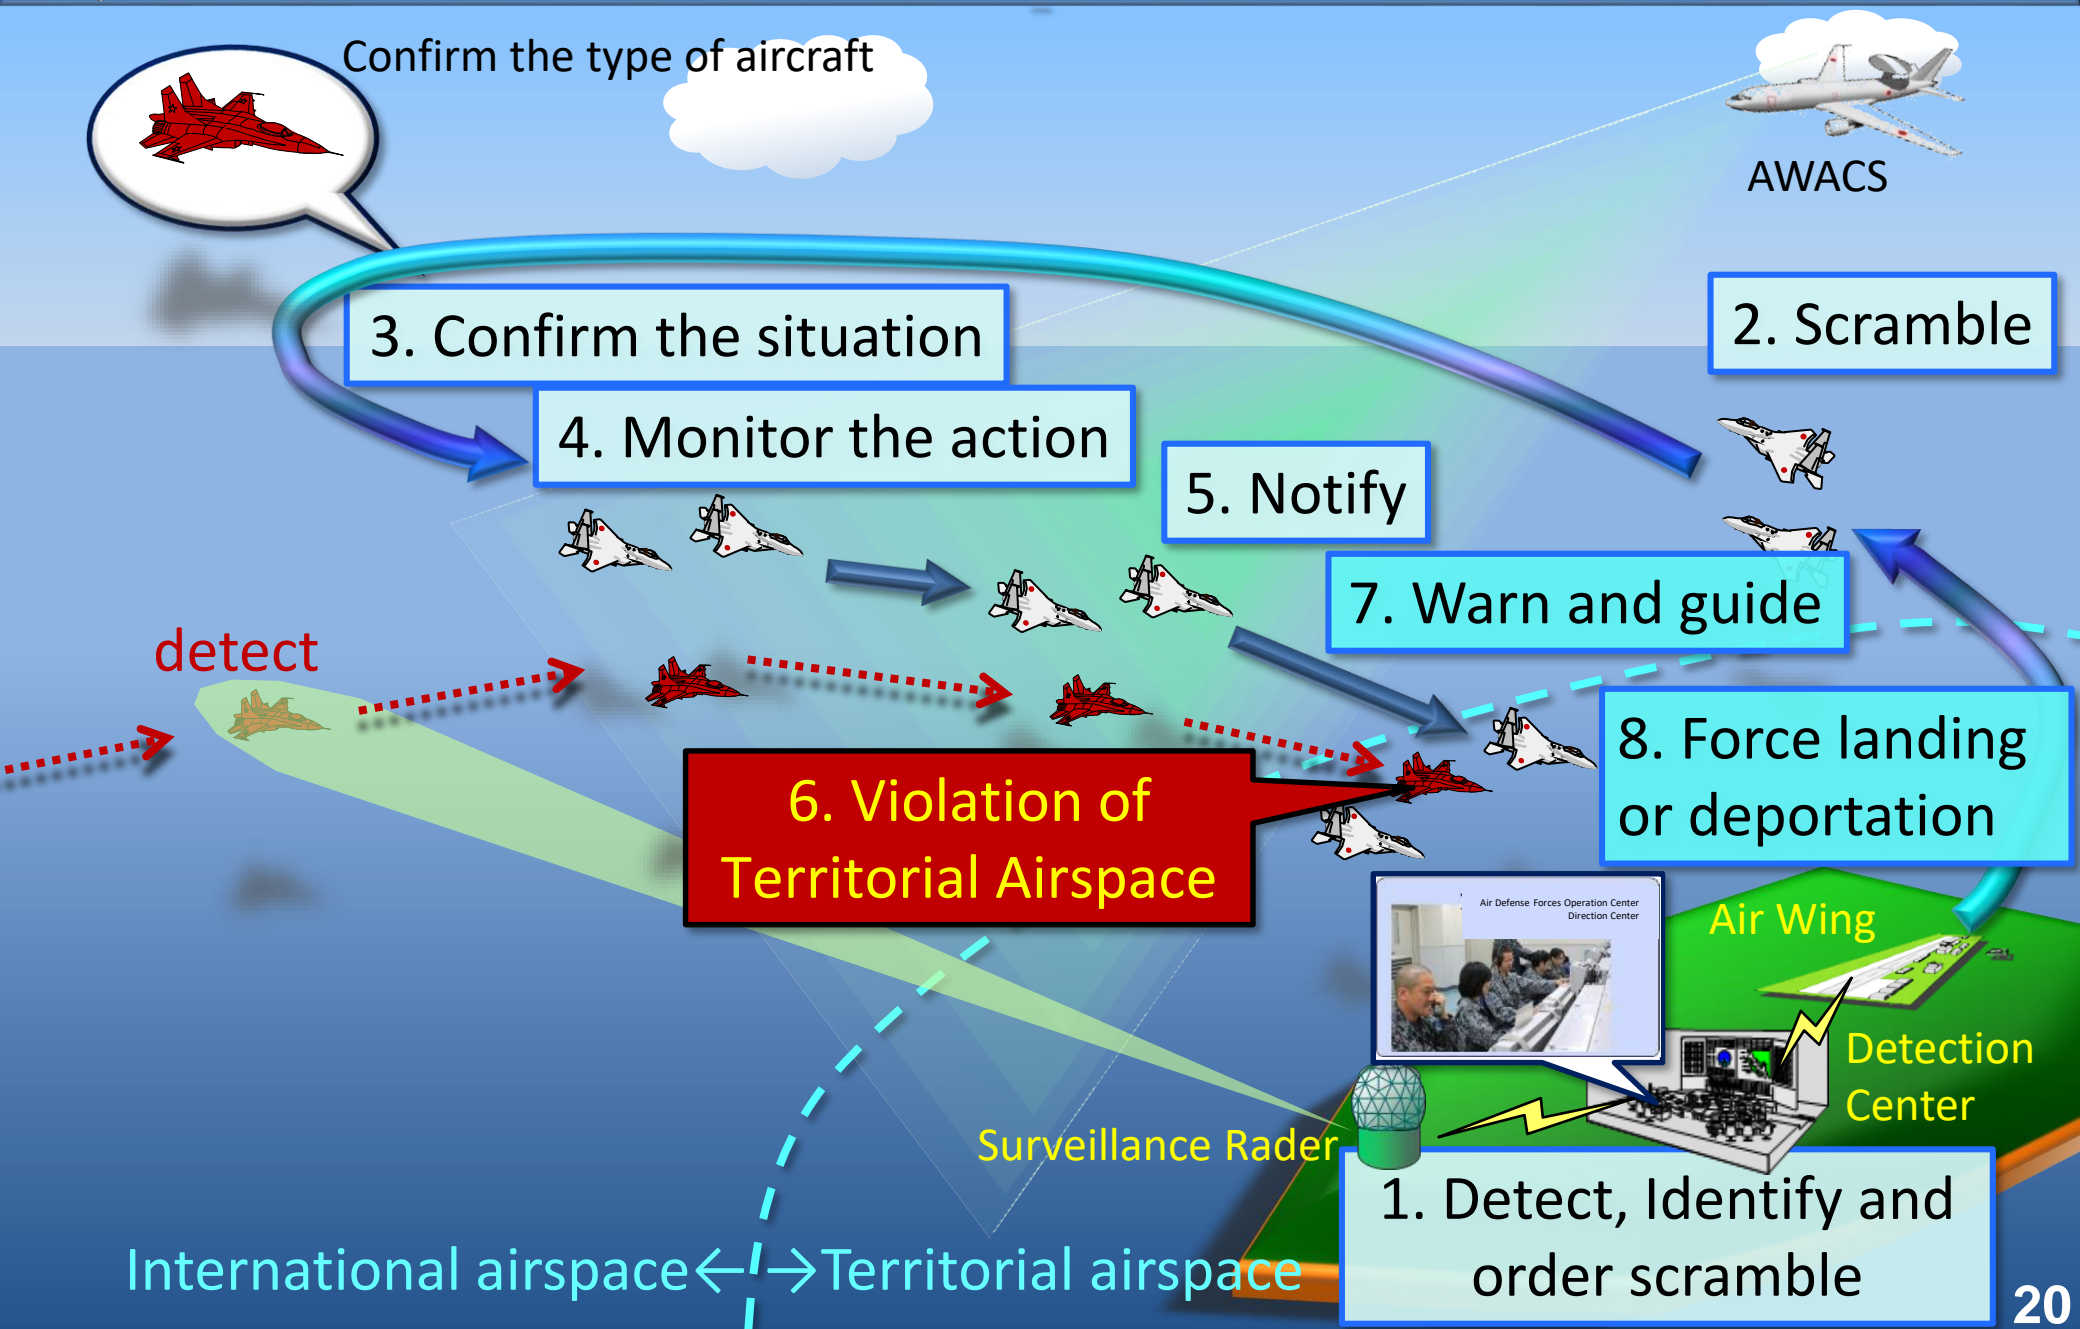 Confirm the type of aircraft
AWACS
2. Scramble
3. Confirm the situation
4. Monitor the action
5. Notify
7. Warn and guide
detect
8. Force landing
or deportation
6. Violation of
Territorial Airspace
Air Defense Forces Operation Center
Direction Center
Air Wing
Detection
Center
Surveillance Rader
1. Detect, Identify and
order scramble
International airspace←→Territorial airspace
20